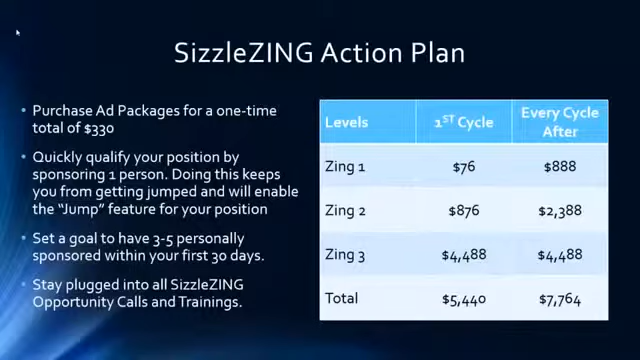 SizzleZING Action Plan
• Purchase Ad Packages for a one-time
total of $330
• Quickly qualify your position by
sponsoring 1 person. Doing this keeps
you from getting jumped and will enable
the “Jump” feature for your position
• Set a goal to have 3-5 personally
sponsored within your first 30 days.
• Stay plugged into all SizzleZING
Opportunity Calls and Trainings.
Levels 1ST Cycle Every Cycle
After
Zing 1 $76 $888
Zing 2 $876 $2,388
Zing 3 $4,488 $4,488
Total $5,440 $7,764